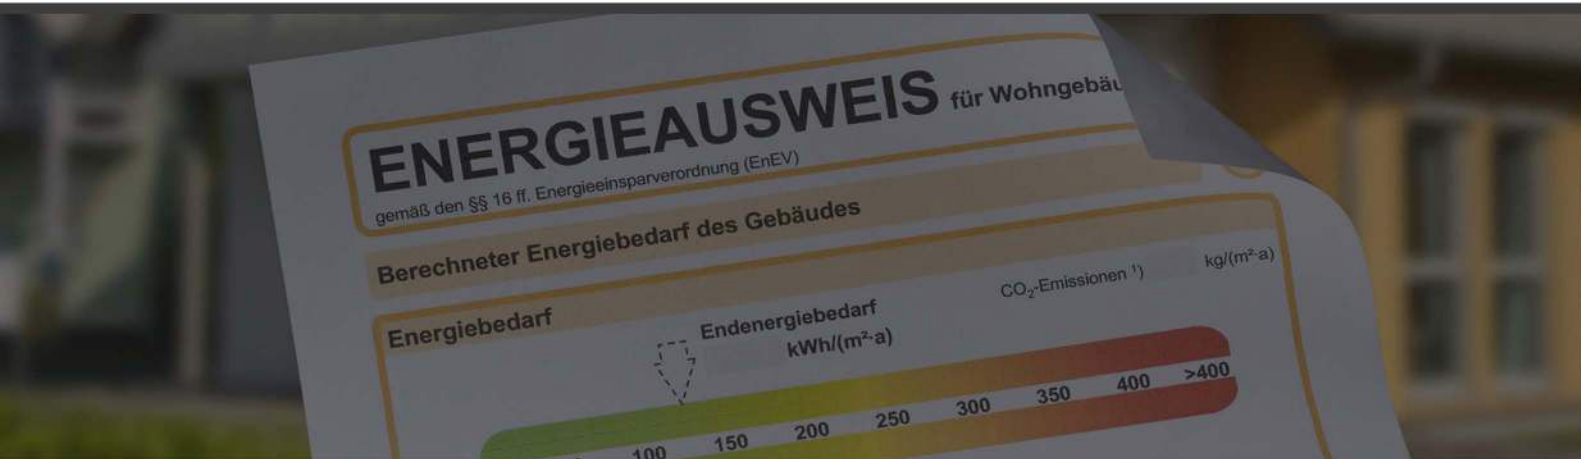 ENERGIEAUSWEIS für Wohngebäu
gemäß den §§ 16 ff. Energieeinsparverordnung (EnEV)
Berechneter Energiebedarf des Gebäudes
Energiebedarf
Endenergiebedarf CO₂-Emissionen ¹) kg/(m²·a)
kWh/(m²·a)
100 150 200 250 300 350 400 >400